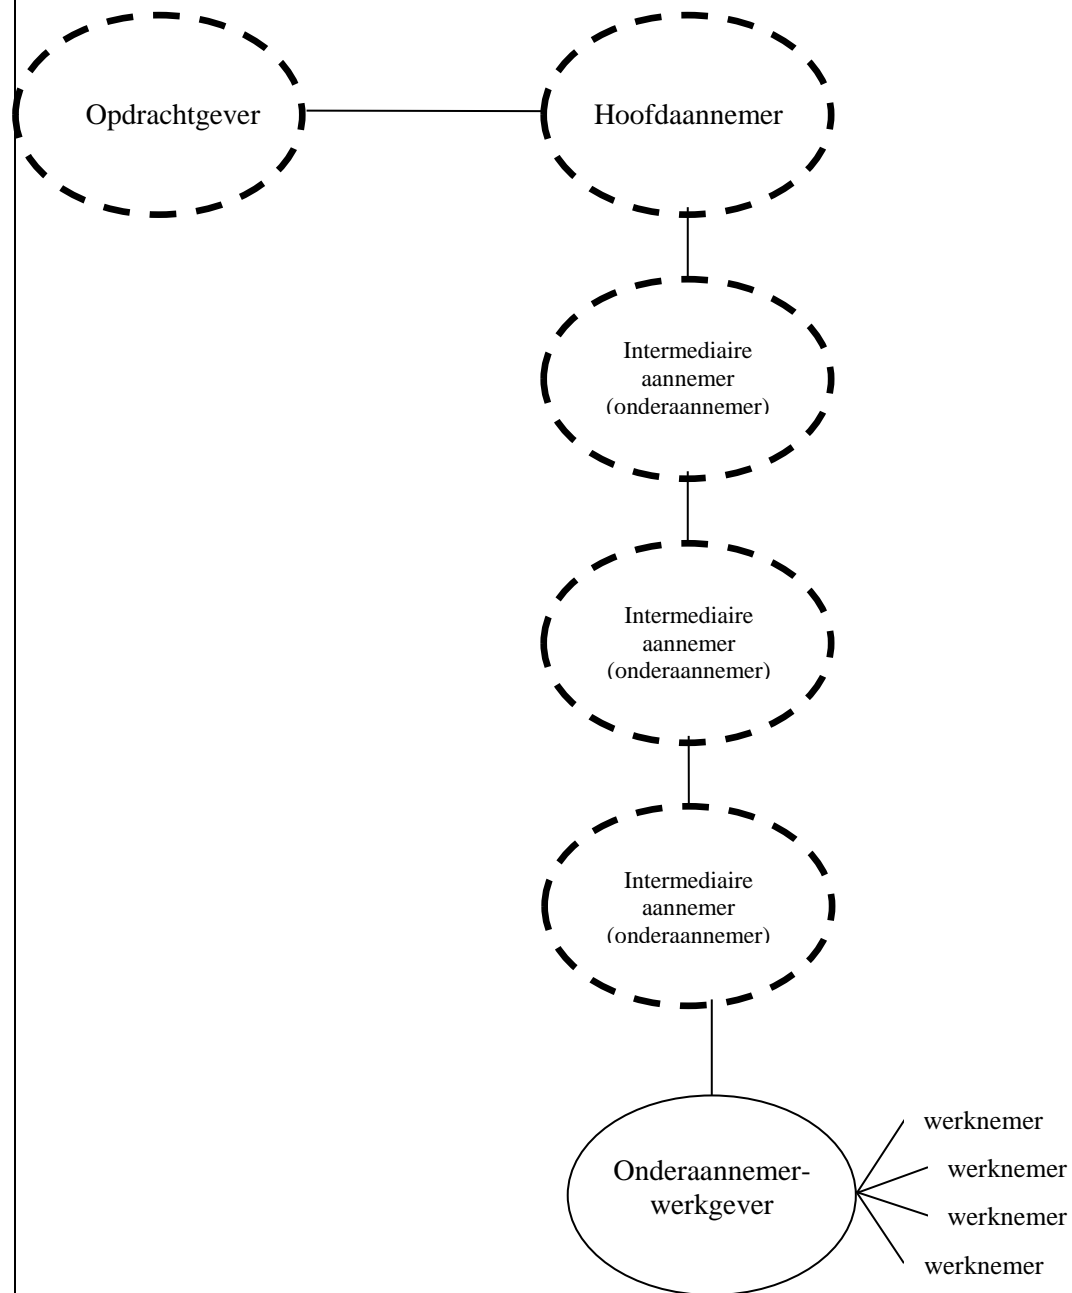 Opdrachtgever
Hoofdaannemer
Intermediaire
aannemer
(onderaannemer)
Intermediaire
aannemer
(onderaannemer)
Intermediaire
aannemer
(onderaannemer)
Onderaannemer-
werkgever
werknemer
werknemer
werknemer
werknemer